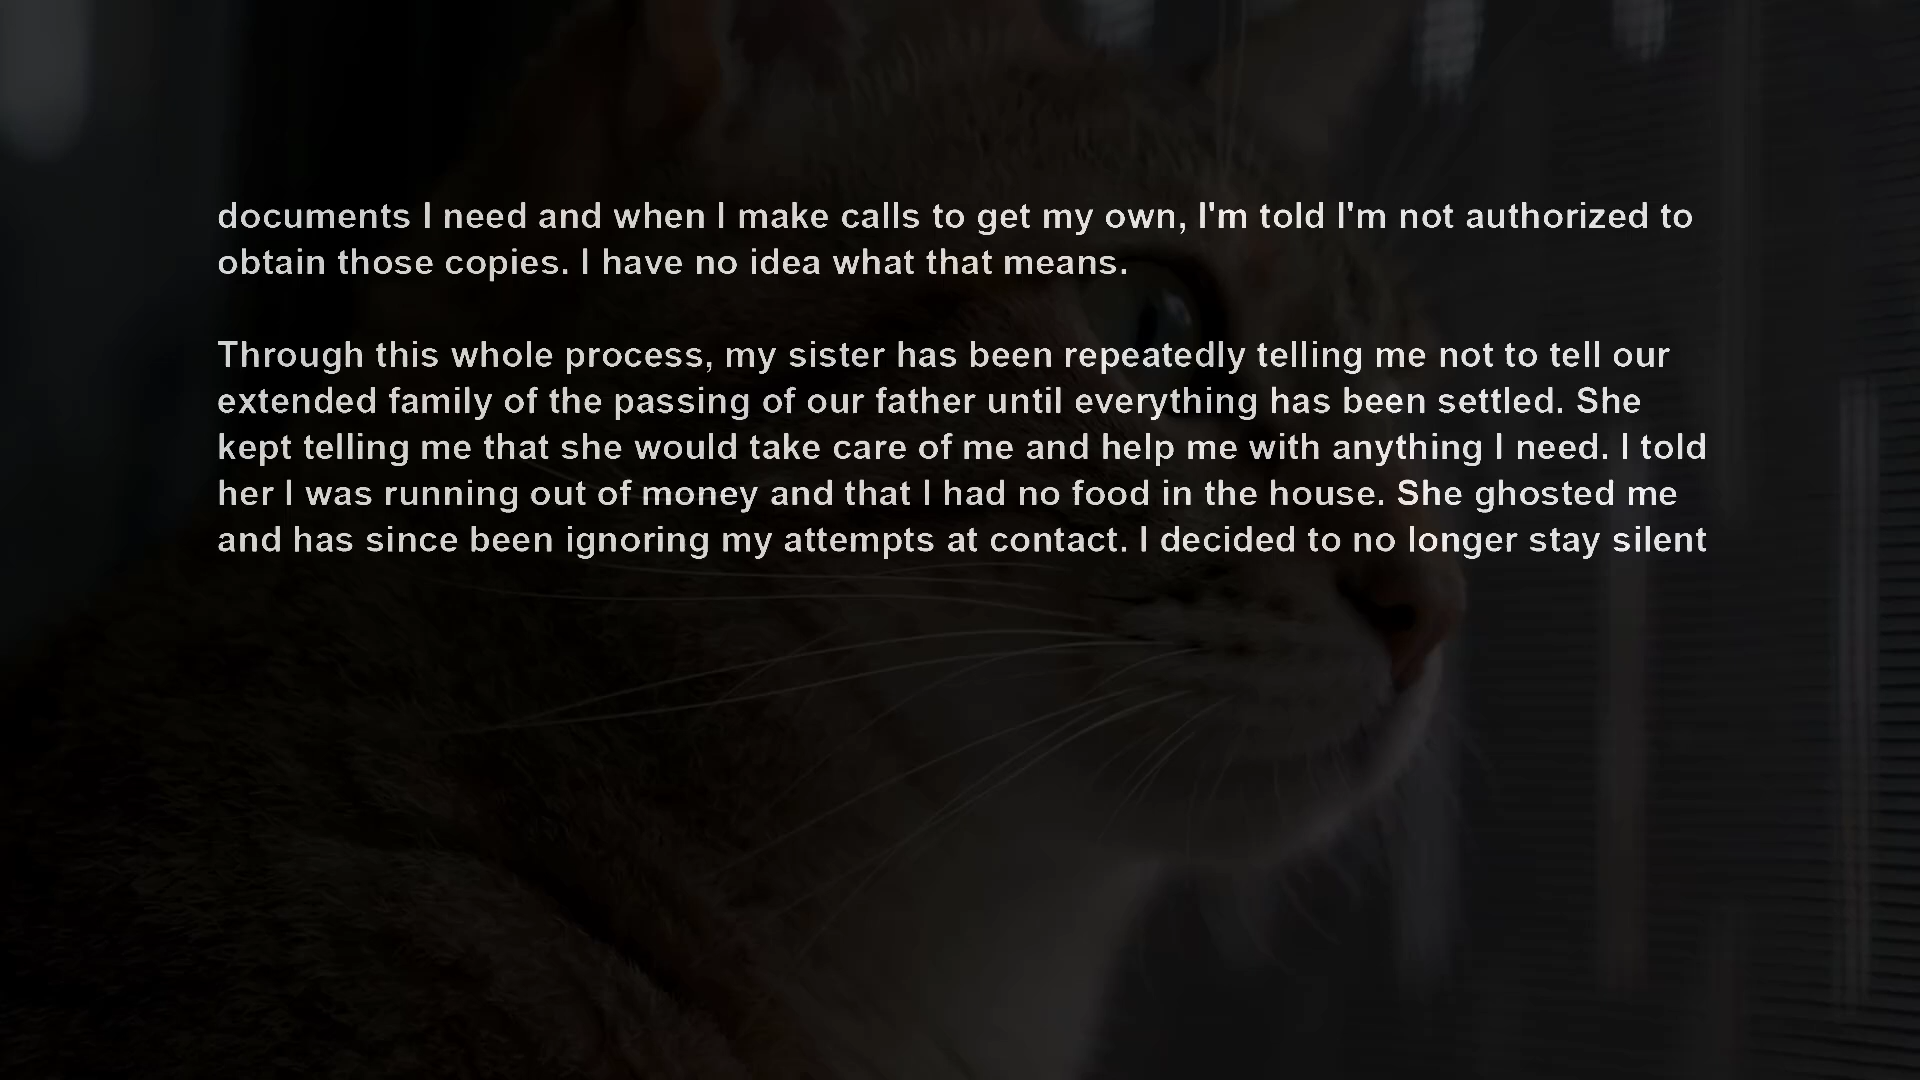 documents I need and when I make calls to get my own, I'm told I'm not authorized to
obtain those copies. I have no idea what that means.
Through this whole process, my sister has been repeatedly telling me not to tell our
extended family of the passing of our father until everything has been settled. She
kept telling me that she would take care of me and help me with anything I need. I told
her I was running out of money and that I had no food in the house. She ghosted me
and has since been ignoring my attempts at contact. I decided to no longer stay silent